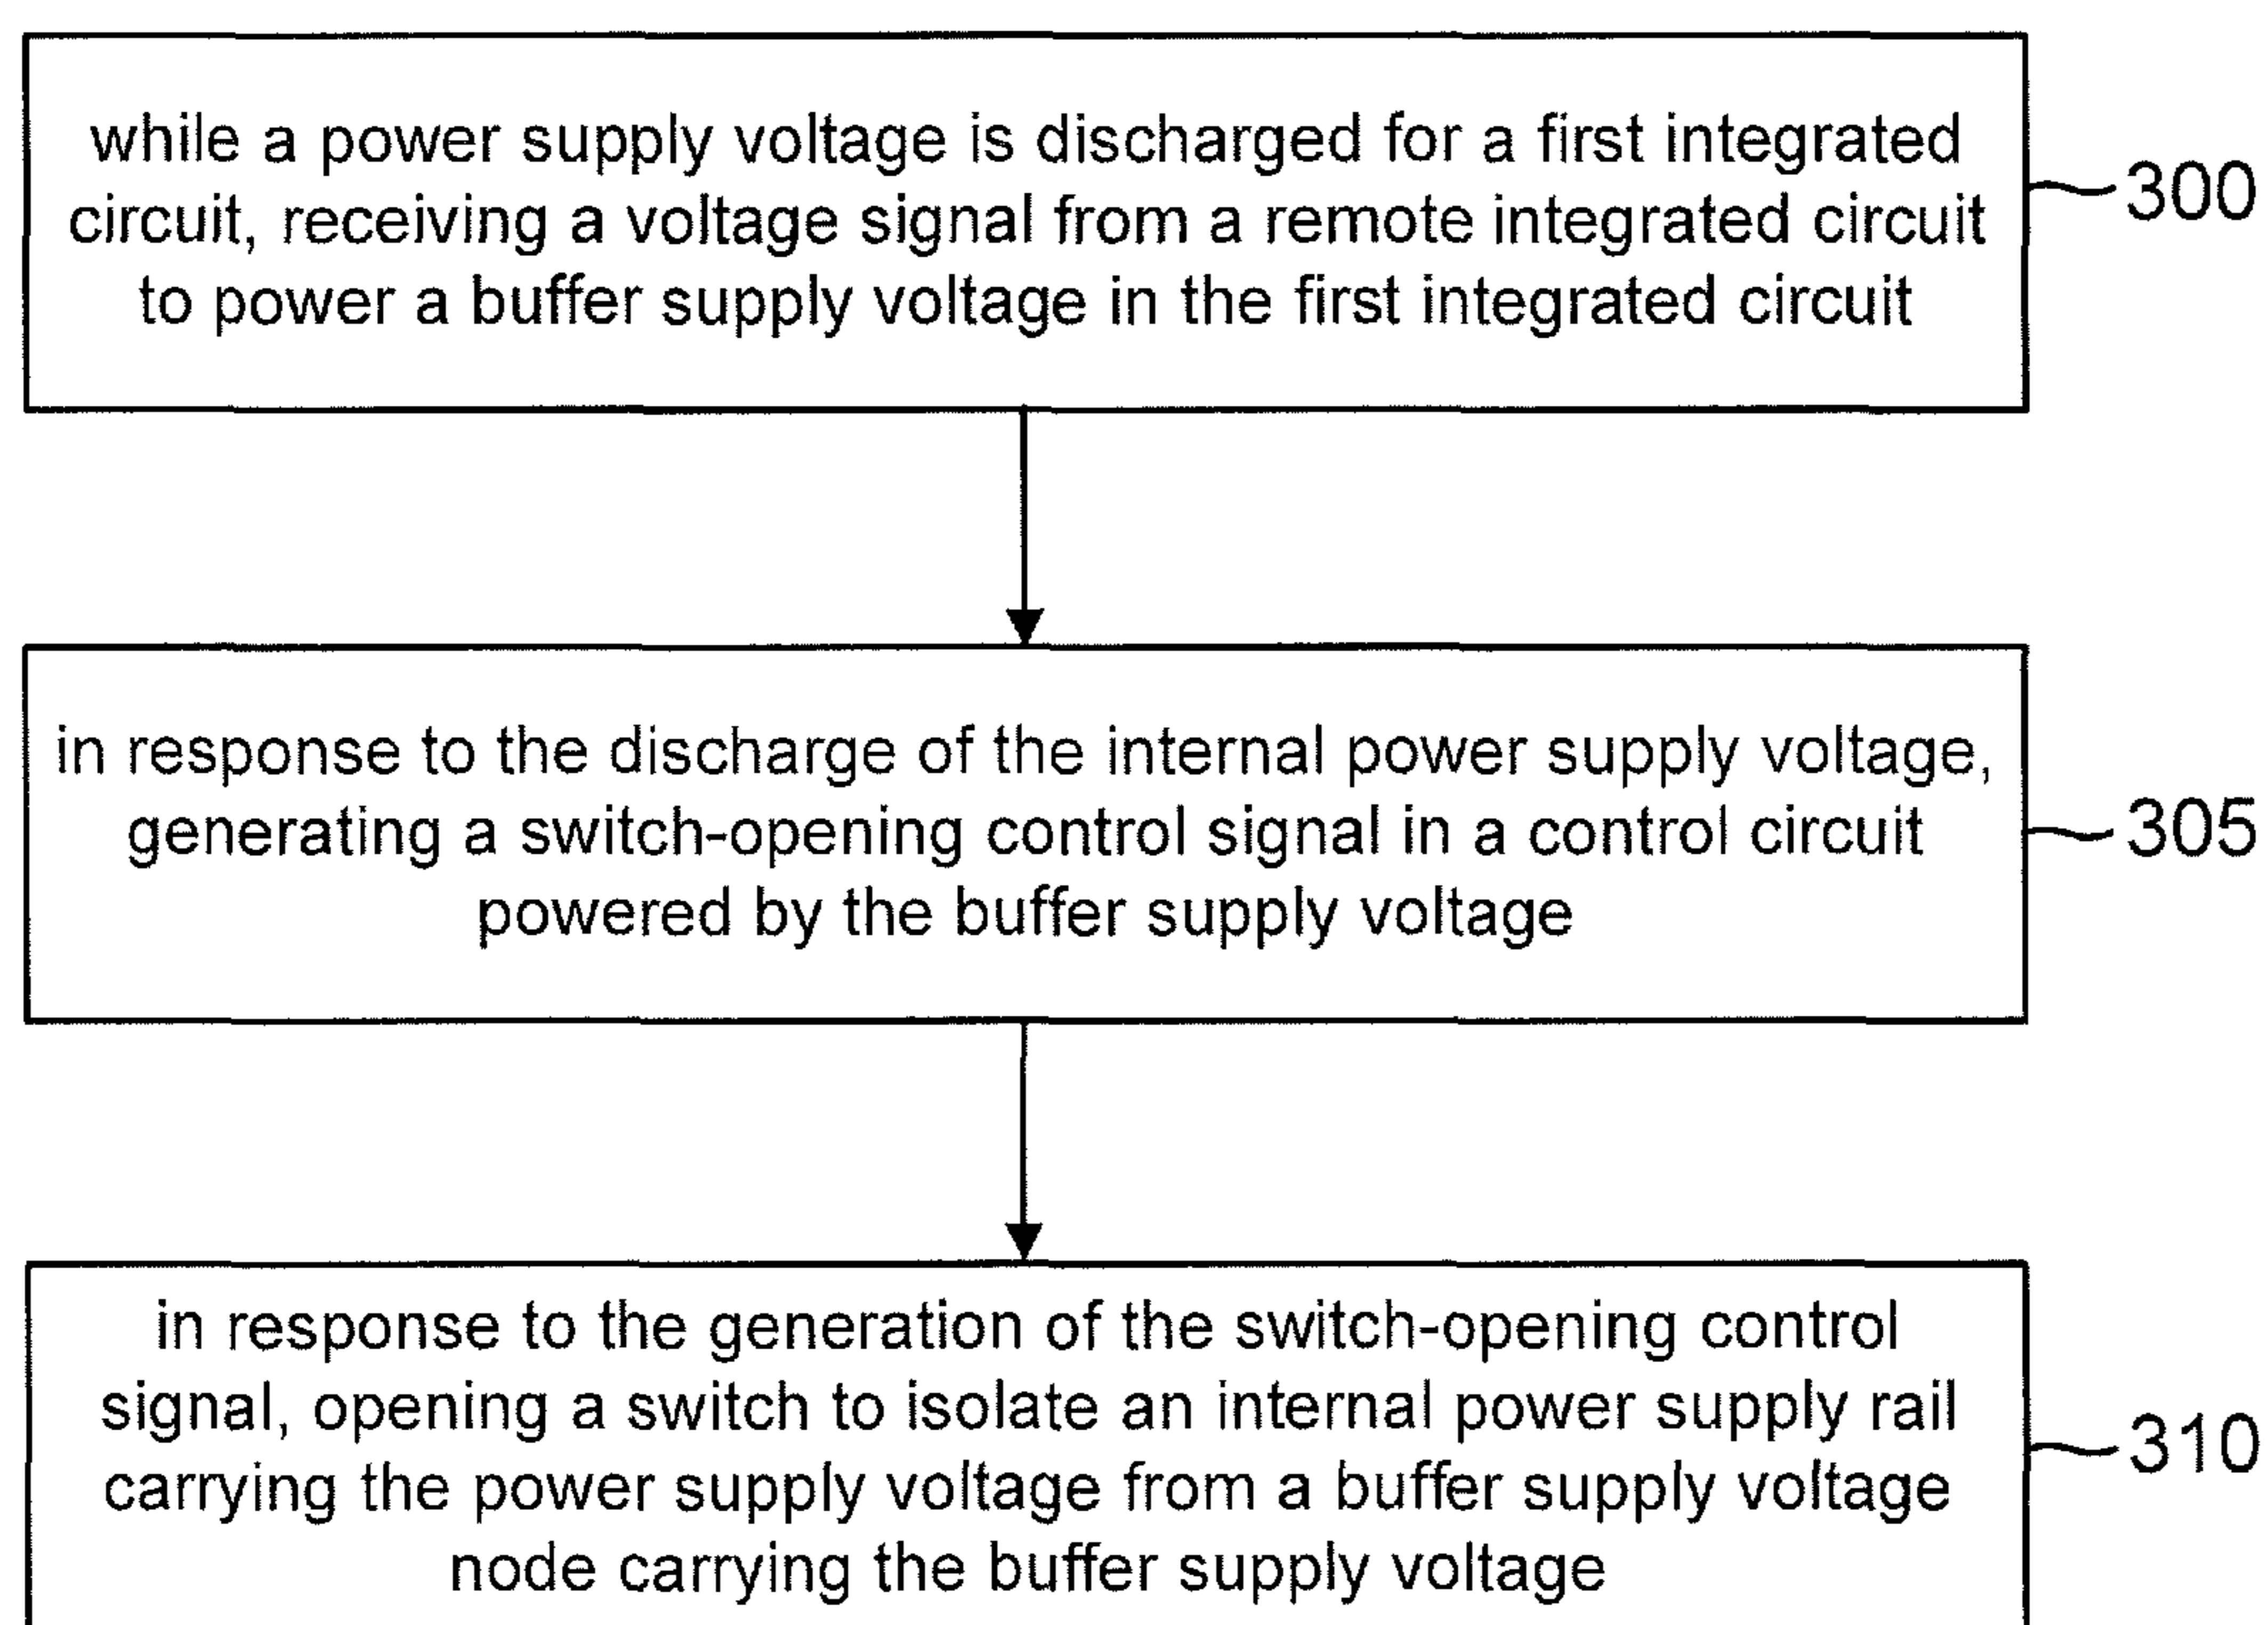 while a power supply voltage is discharged for a first integrated
circuit, receiving a voltage signal from a remote integrated circuit
to power a buffer supply voltage in the first integrated circuit
300
in response to the discharge of the internal power supply voltage,
generating a switch-opening control signal in a control circuit
powered by the buffer supply voltage
305
in response to the generation of the switch-opening control
signal, opening a switch to isolate an internal power supply rail
carrying the power supply voltage from a buffer supply voltage
node carrying the buffer supply voltage
310